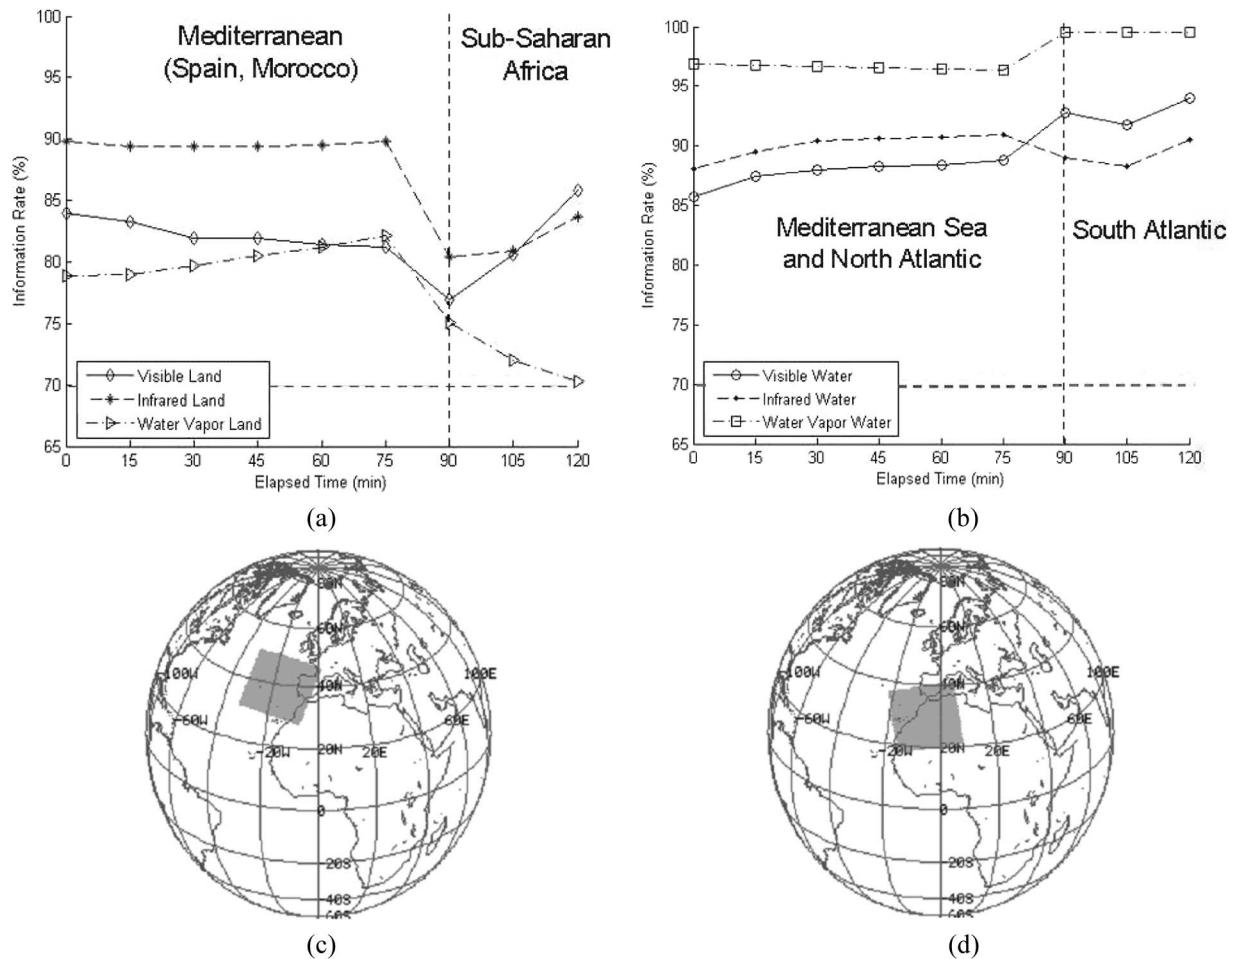 Mediterranean
(Spain, Morocco)
Sub-Saharan
Africa
Information Rate (%)
100
95
90
85
80
75
70
65
Visible Land
Infrared Land
Water Vapor Land
0 15 30 45 60 75 90 105 120
Elapsed Time (min)
(a)
Mediterranean Sea
and North Atlantic
South Atlantic
Information Rate (%)
100
95
90
85
80
75
70
65
Visible Water
Infrared Water
Water Vapor Water
0 15 30 45 60 75 90 105 120
Elapsed Time (min)
(b)
80N
60N
100W 40N 100E
-60W 60E
-20W 20N 20E
0
20S
40S
60S
(c)
80N
60N
100W 40N 100E
-60W 60E
-20W 20N 20E
0
20S
40S
60S
(d)